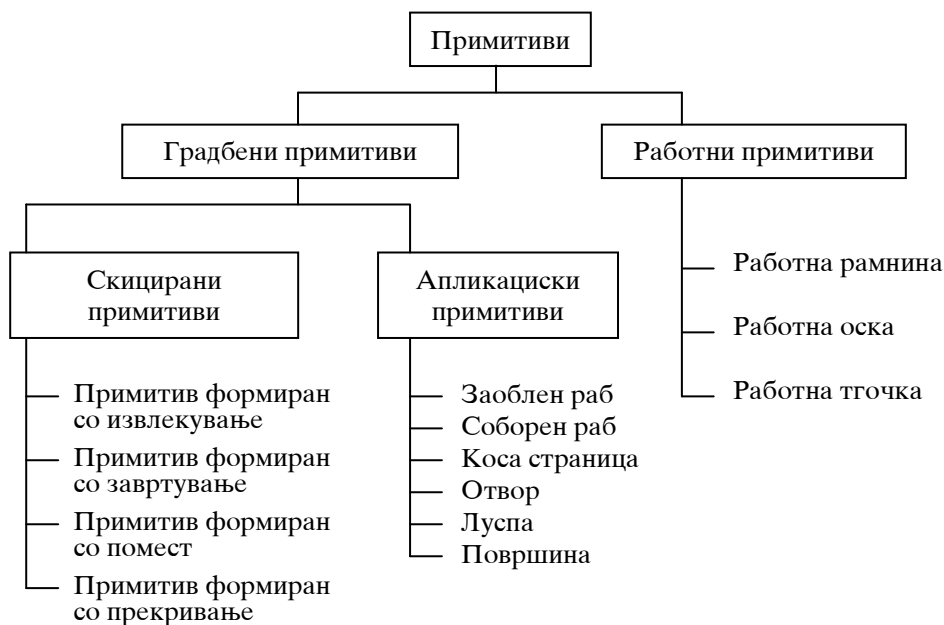 Примитиви
Градбени примитиви
Работни примитиви
Скицирани
примитиви
Апликациски
примитиви
Работна рамнина
Работна оска
Работна тгочка
Примитив формиран
со извлекување
Примитив формиран
со завртување
Примитив формиран
со помест
Примитив формиран
со прекривање
Заоблен раб
Соборен раб
Коса страница
Отвор
Луспа
Површина